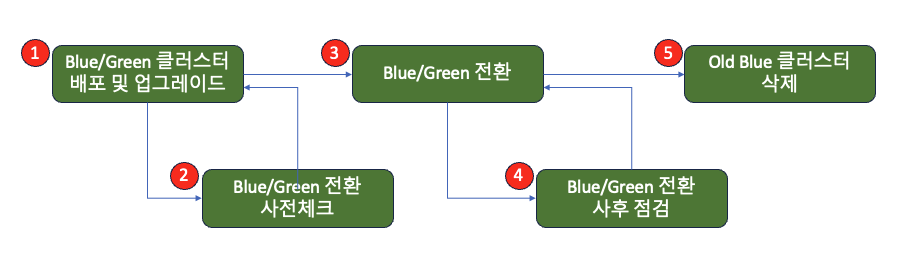 1
Blue/Green 클러스터
배포 및 업그레이드
2
Blue/Green 전환
사전체크
3
Blue/Green 전환
4
Blue/Green 전환
사후 점검
5
Old Blue 클러스터
삭제